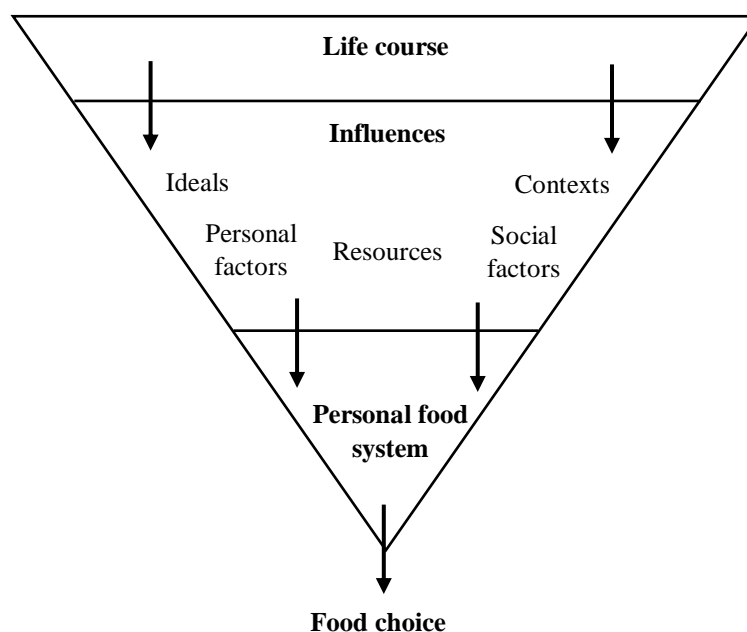 Life course
Influences
Ideals
Contexts
Personal
factors
Resources
Social
factors
Personal food
system
Food choice